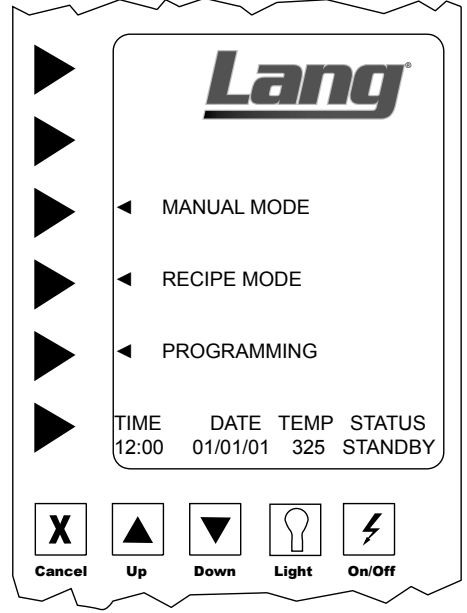 Lang®
MANUAL MODE
RECIPE MODE
PROGRAMMING
TIME DATE TEMP STATUS
12:00 01/01/01 325 STANDBY
X
Cancel Up Down Light On/Off